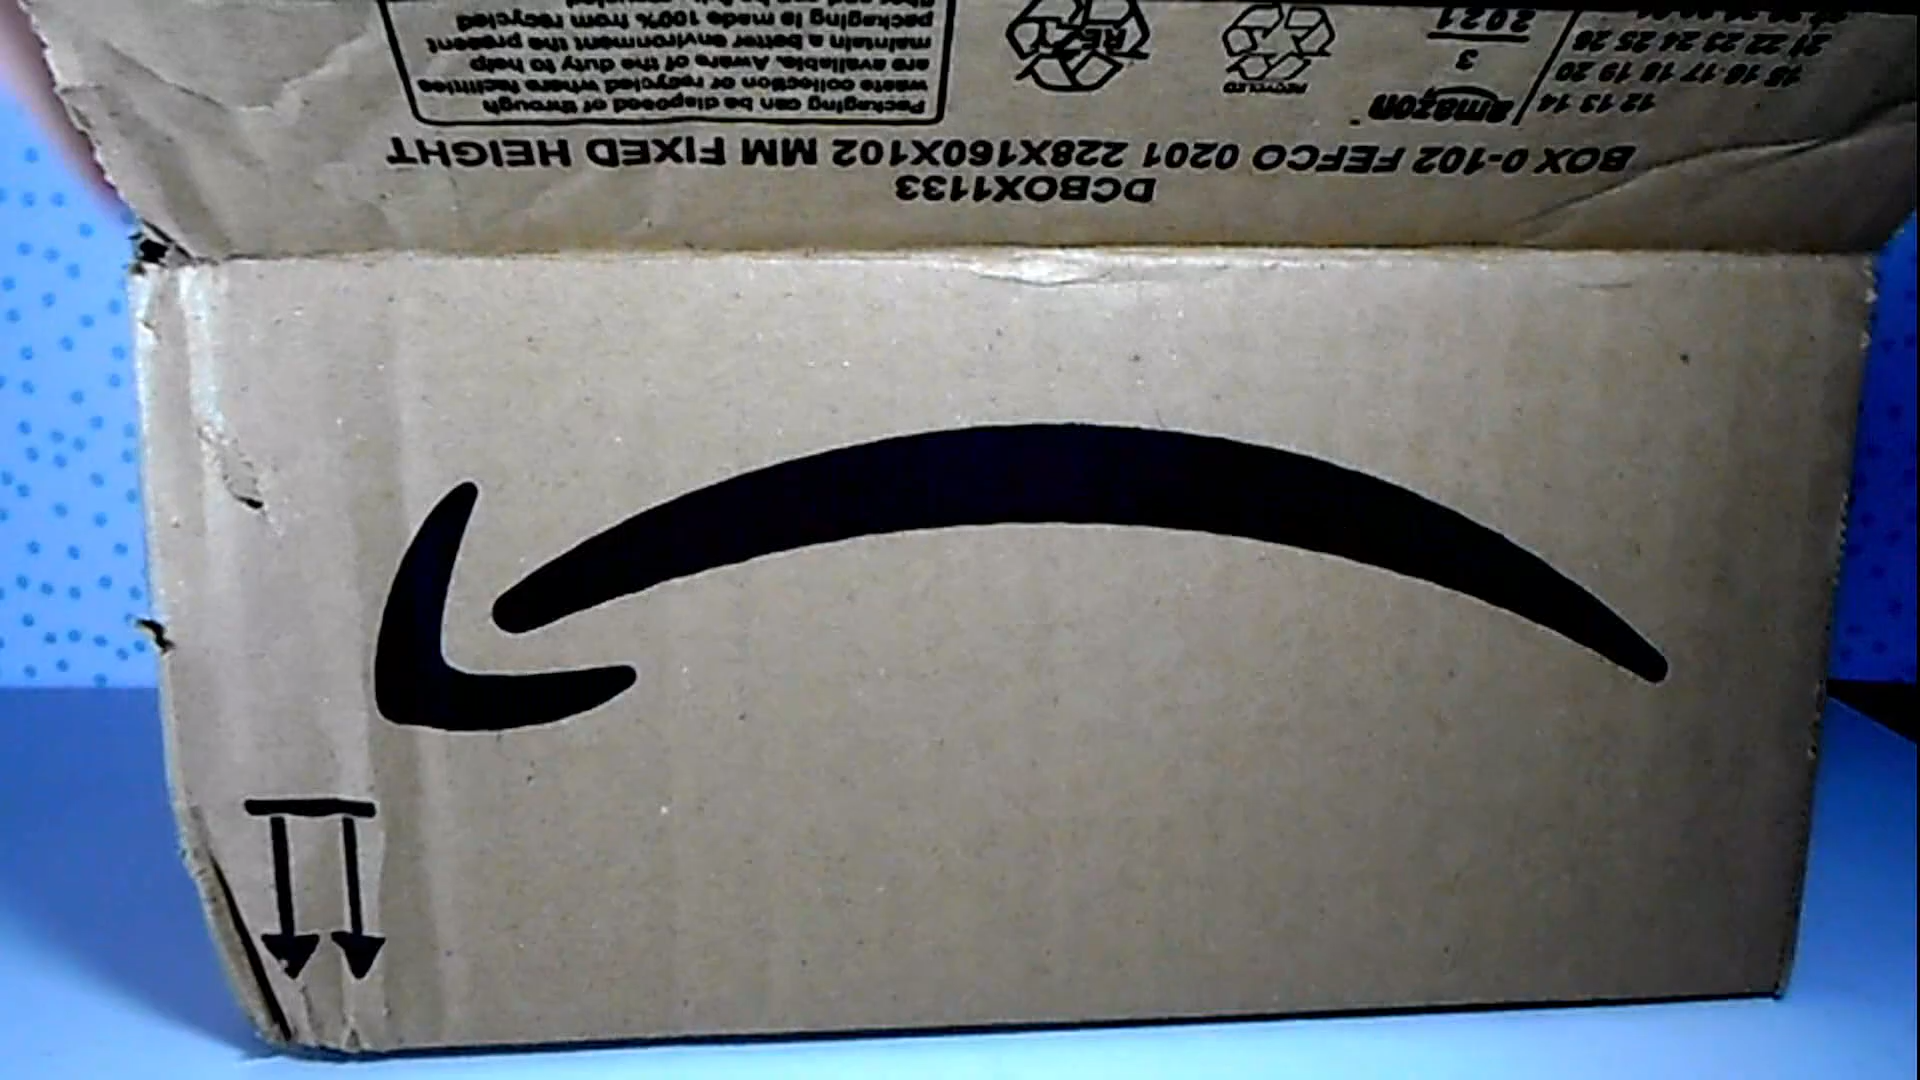 DCBOX1133
BOX 0-102 FEFCO 0201 228X160X102 MM FIXED HEIGHT
Packaging can be disposed of through
waste collection or recycled where facilities
are available. Aware of the duty to help
maintain a better environment the present
packaging is made 100% from recycled
amazon
3
2021
RECYCLED
12 13 14
15 16 17 18 19 20
21 22 23 24 25 26